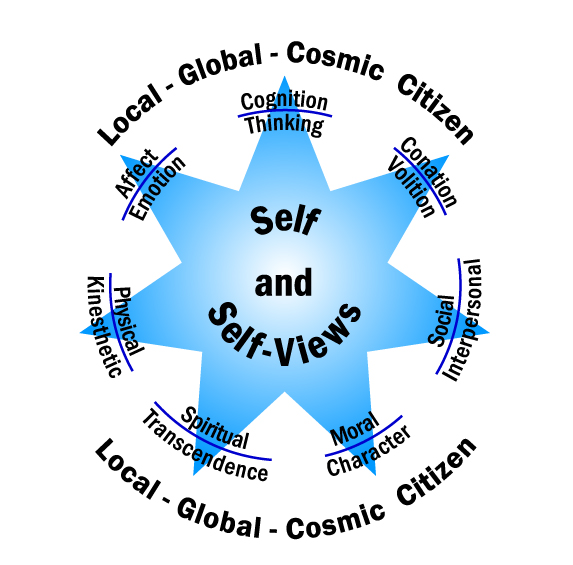 Local - Global - Cosmic Citizen
Cognition
Thinking
Affect
Emotion
Conation
Volition
Self
and
Self-Views
Physical
Kinesthetic
Social
Interpersonal
Spiritual
Transcendence
Moral
Character
Local - Global - Cosmic Citizen